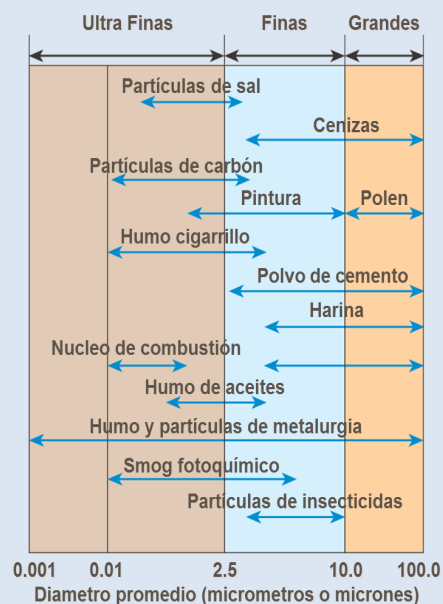 Ultra Finas Finas Grandes
Partículas de sal
Cenizas
Partículas de carbón
Pintura Polen
Humo cigarrillo
Polvo de cemento
Harina
Nucleo de combustión
Humo de aceites
Humo y partículas de metalurgia
Smog fotoquímico
Partículas de insecticidas
0.001 0.01 2.5 10.0 100.0
Diametro promedio (micrometros o micrones)